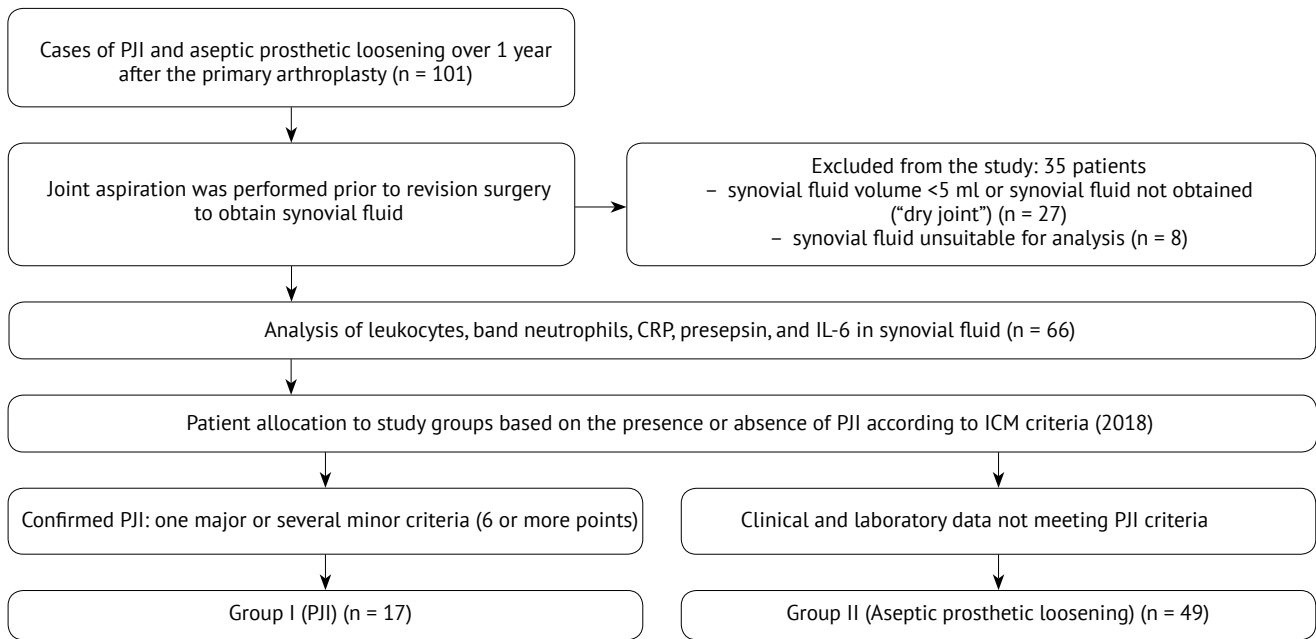 Cases of PJI and aseptic prosthetic loosening over 1 year
after the primary arthroplasty (n = 101)
Joint aspiration was performed prior to revision surgery
to obtain synovial fluid
Excluded from the study: 35 patients
– synovial fluid volume <5 ml or synovial fluid not obtained
(“dry joint”) (n = 27)
– synovial fluid unsuitable for analysis (n = 8)
Analysis of leukocytes, band neutrophils, CRP, presepsin, and IL-6 in synovial fluid (n = 66)
Patient allocation to study groups based on the presence or absence of PJI according to ICM criteria (2018)
Confirmed PJI: one major or several minor criteria (6 or more points)
Clinical and laboratory data not meeting PJI criteria
Group I (PJI) (n = 17)
Group II (Aseptic prosthetic loosening) (n = 49)